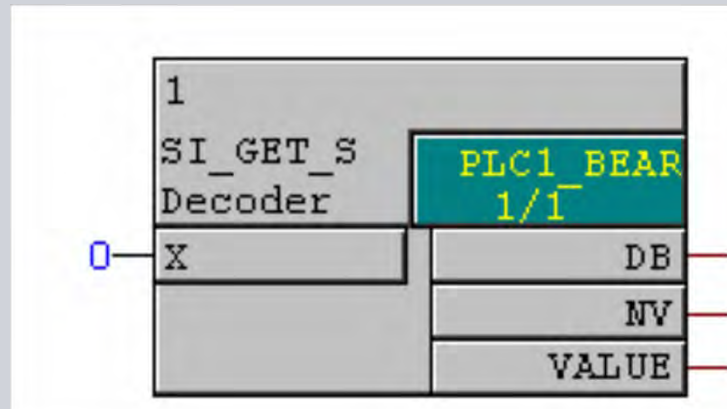 1
SI_GET_S
Decoder
PLC1_BEAR
1/1
0
X
DB
NV
VALUE